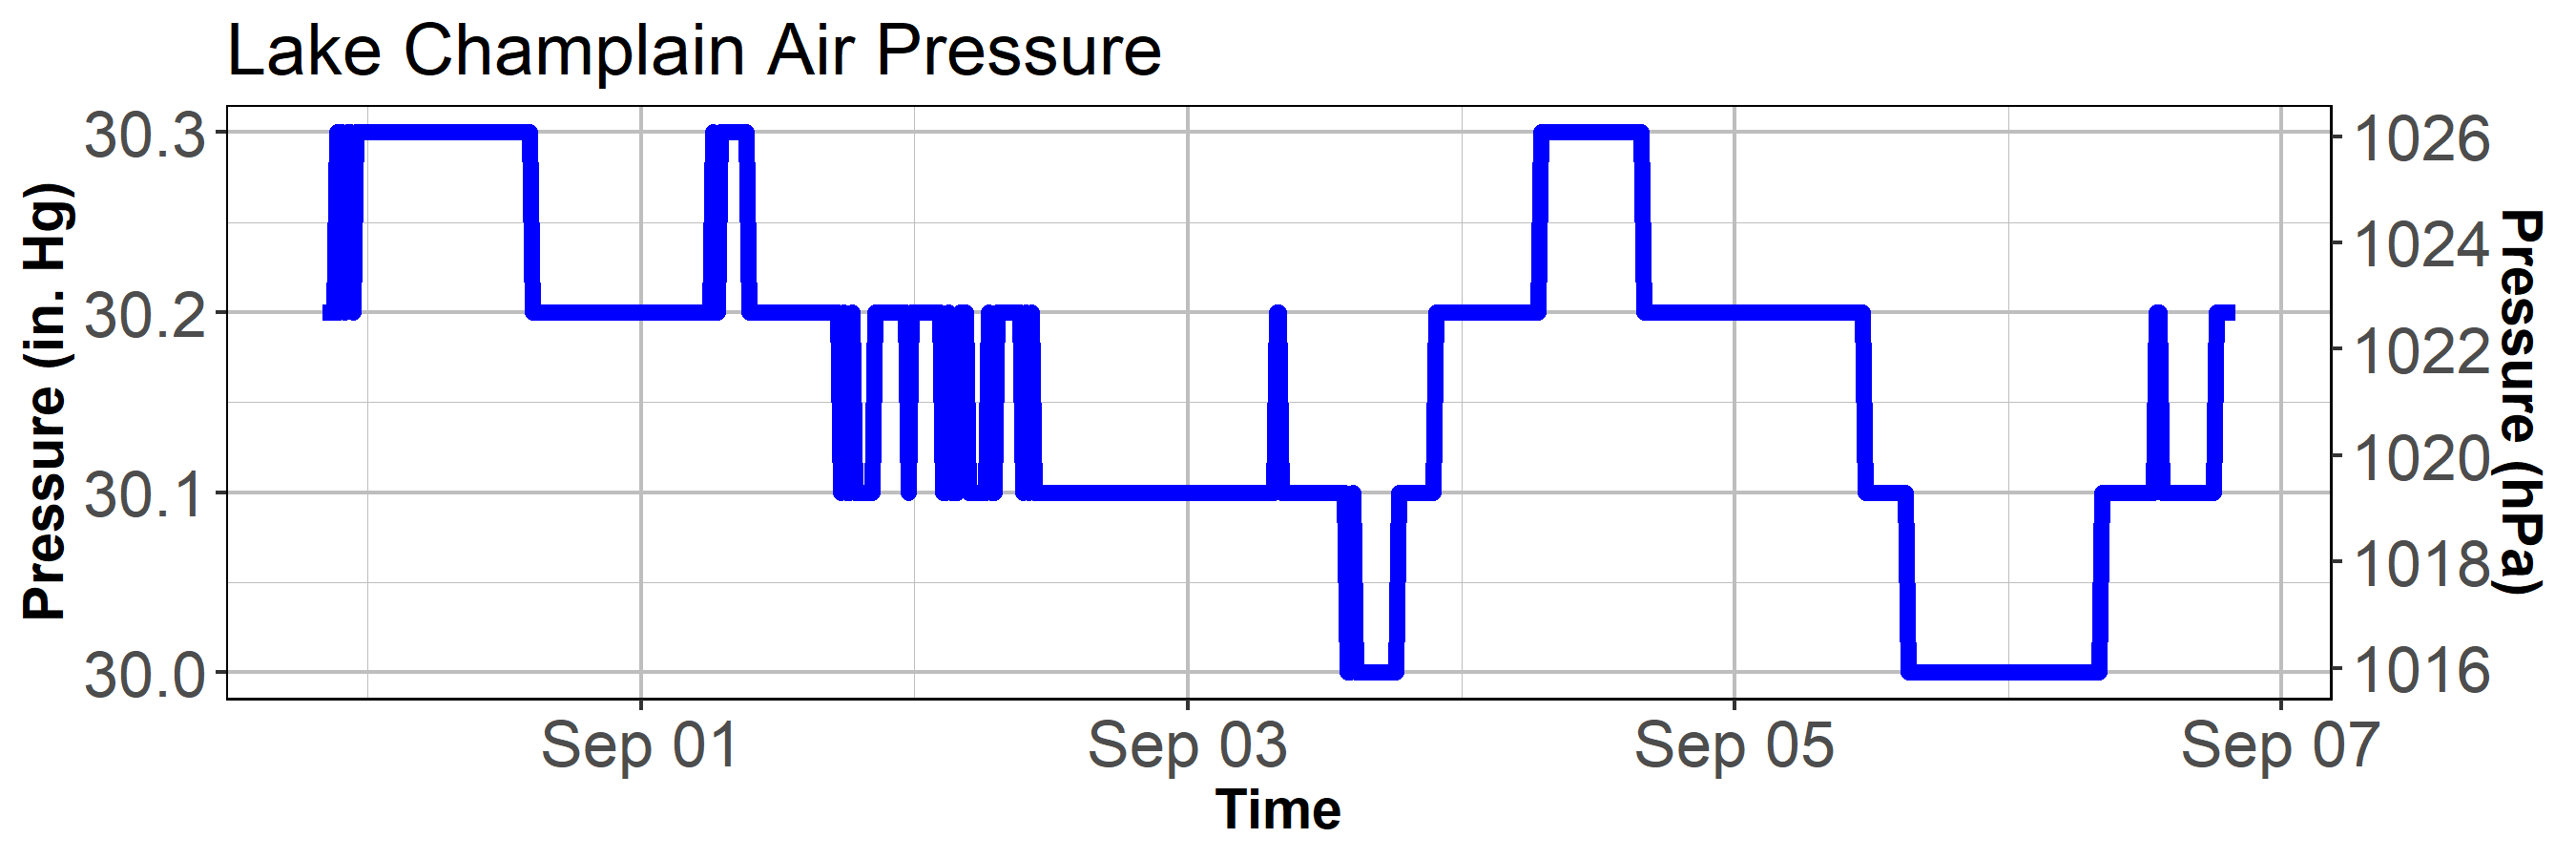 Lake Champlain Air Pressure
Pressure (in. Hg)
30.3
30.2
30.1
30.0
1026
1024
1022
1020
1018
1016
Pressure (hPa)
Sep 01 Sep 03 Sep 05 Sep 07
Time